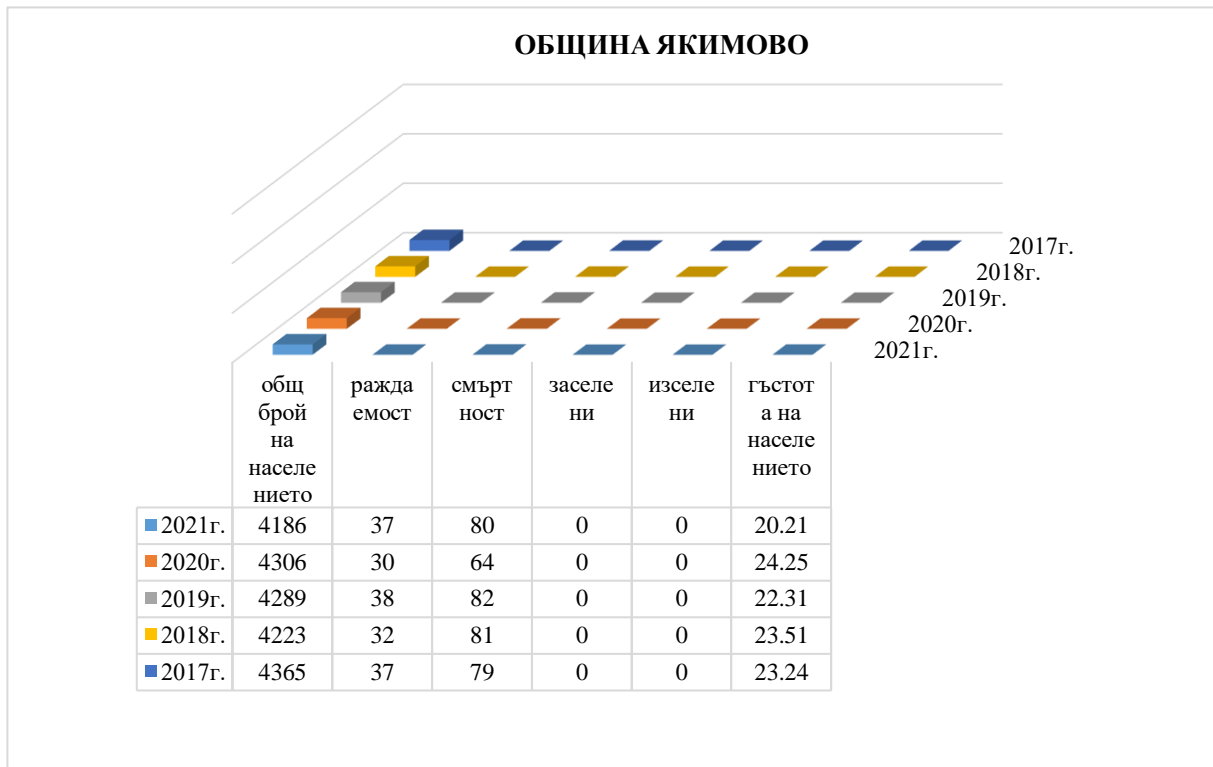 ОБЩИНА ЯКИМОВО
2017г.
2018г.
2019г.
2020г.
2021г.
общ
брой
на
населе
нието
ражда
емост
смърт
ност
заселе
ни
изселе
ни
гъстот
а на
населе
нието
2021г. 4186 37 80 0 0 20.21
2020г. 4306 30 64 0 0 24.25
2019г. 4289 38 82 0 0 22.31
2018г. 4223 32 81 0 0 23.51
2017г. 4365 37 79 0 0 23.24